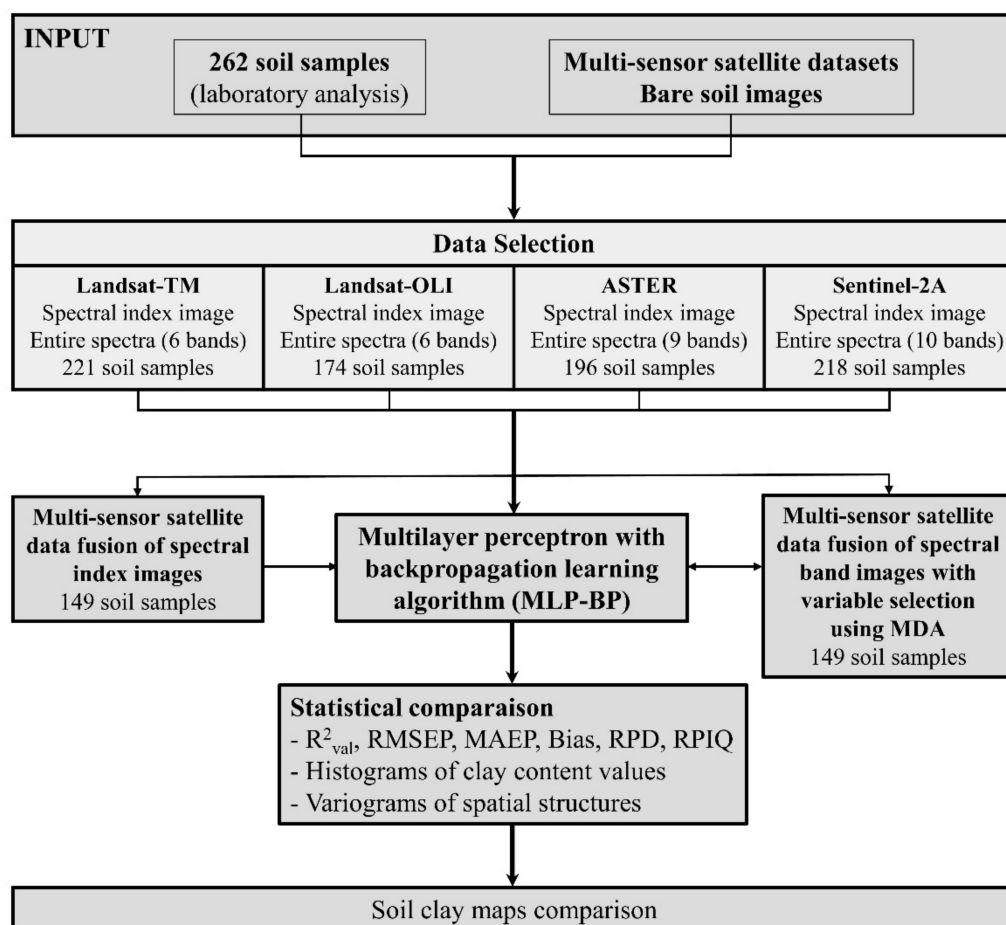 INPUT
262 soil samples
(laboratory analysis)
Multi-sensor satellite datasets
Bare soil images
Data Selection
Landsat-TM
Spectral index image
Entire spectra (6 bands)
221 soil samples
Landsat-OLI
Spectral index image
Entire spectra (6 bands)
174 soil samples
ASTER
Spectral index image
Entire spectra (9 bands)
196 soil samples
Sentinel-2A
Spectral index image
Entire spectra (10 bands)
218 soil samples
Multi-sensor satellite
data fusion of spectral
index images
149 soil samples
Multilayer perceptron with
backpropagation learning
algorithm (MLP-BP)
Multi-sensor satellite
data fusion of spectral
band images with
variable selection
using MDA
149 soil samples
Statistical comparaison
- R²val, RMSEP, MAEP, Bias, RPD, RPIQ
- Histograms of clay content values
- Variograms of spatial structures
Soil clay maps comparison